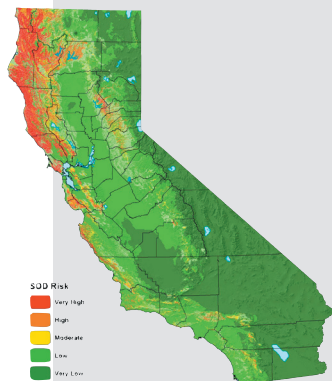 SOD Risk
Very High
High
Moderate
Low
Very Low